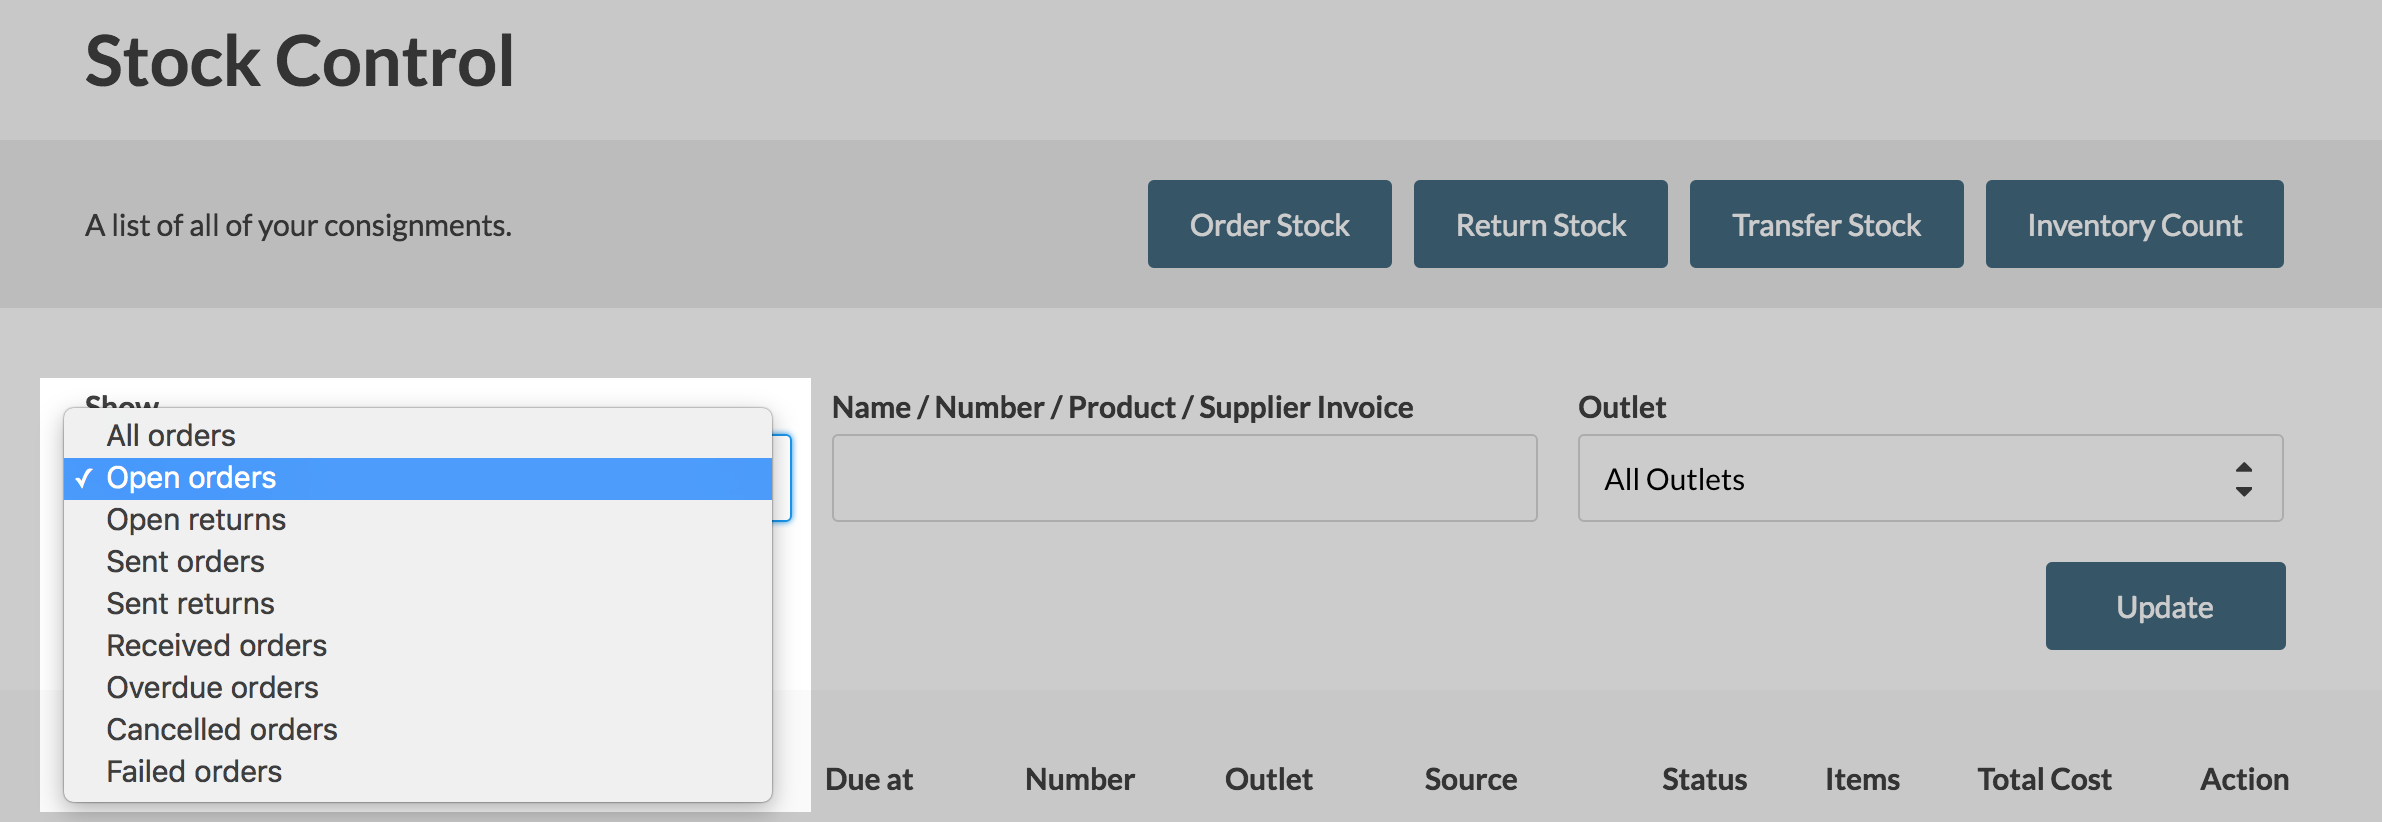 Stock Control
A list of all of your consignments.
Order Stock
Return Stock
Transfer Stock
Inventory Count
Show
All orders
✓ Open orders
Open returns
Sent orders
Sent returns
Received orders
Overdue orders
Cancelled orders
Failed orders
Name / Number / Product / Supplier Invoice
Outlet
All Outlets
Update
Due at Number Outlet Source Status Items Total Cost Action